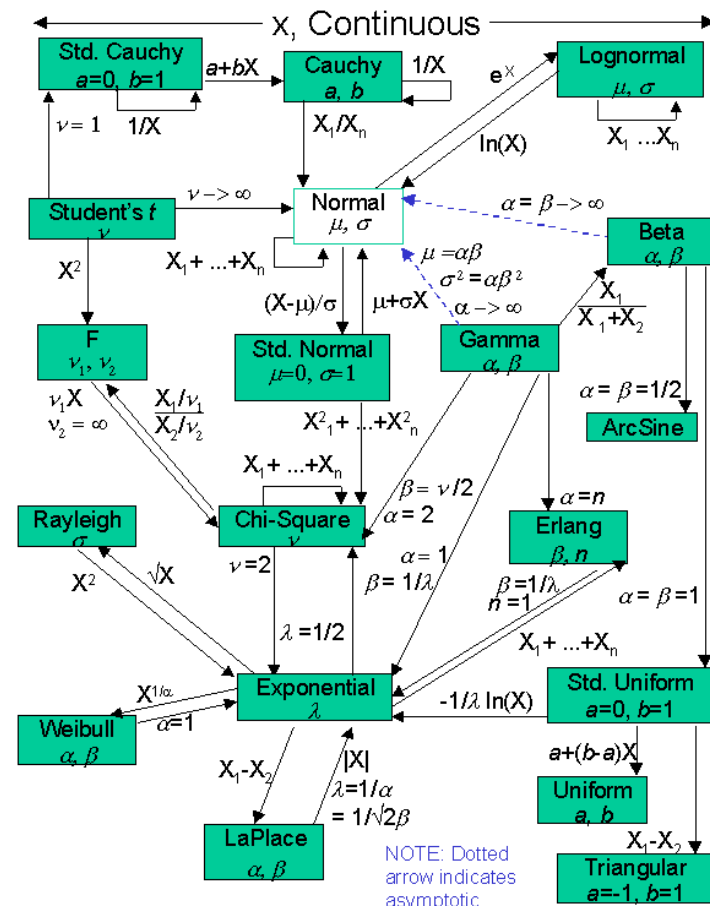 x, Continuous
Std. Cauchy
a=0, b=1
a+bX
Cauchy
a, b
1/X
e^X
Lognormal
μ, σ
ν = 1
1/X
X₁/Xₙ
ln(X)
X₁ ...Xₙ
Student's t
ν
ν –> ∞
Normal
μ, σ
α = β –> ∞
Beta
α, β
X²
X₁ + ...+Xₙ
μ =αβ
σ² =αβ²
α –> ∞
(X-μ)/σ
μ+σX
X₁
X₁+X₂
F
ν₁, ν₂
Std. Normal
μ=0, σ=1
Gamma
α, β
ν₁X
ν₂ = ∞
X₁/ν₁
X₂/ν₂
X²₁ + ...+X²ₙ
α = β =1/2
ArcSine
X₁ + ...+Xₙ
β = ν/2
α = 2
Rayleigh
σ
Chi-Square
ν
α=n
Erlang
β, n
X²
√X
ν=2
α = 1
β = 1/λ
β =1/λ
n =1
α = β =1
λ =1/2
X₁ + ...+Xₙ
X^1/α
Exponential
λ
-1/λ ln(X)
Std. Uniform
a=0, b=1
Weibull
α, β
α=1
X₁-X₂
|X|
λ=1/α
= 1/√2β
a+(b-a)X
Uniform
a, b
LaPlace
α, β
X₁-X₂
NOTE: Dotted
arrow indicates
asymptotic
Triangular
a=-1, b=1